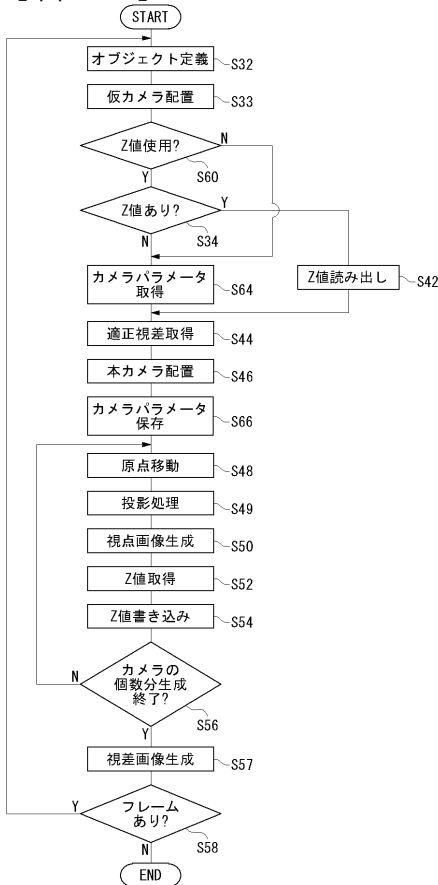 START
オブジェクト定義
S32
仮カメラ配置
S33
Z値使用?
N
S60
Y
Z値あり?
Y
S34
N
カメラパラメータ
取得
S64
Z値読み出し
S42
適正視差取得
S44
本カメラ配置
S46
カメラパラメータ
保存
S66
原点移動
S48
投影処理
S49
視点画像生成
S50
Z値取得
S52
Z値書き込み
S54
カメラの
個数分生成
終了?
N
S56
Y
視差画像生成
S57
フレーム
あり?
Y
S58
N
END